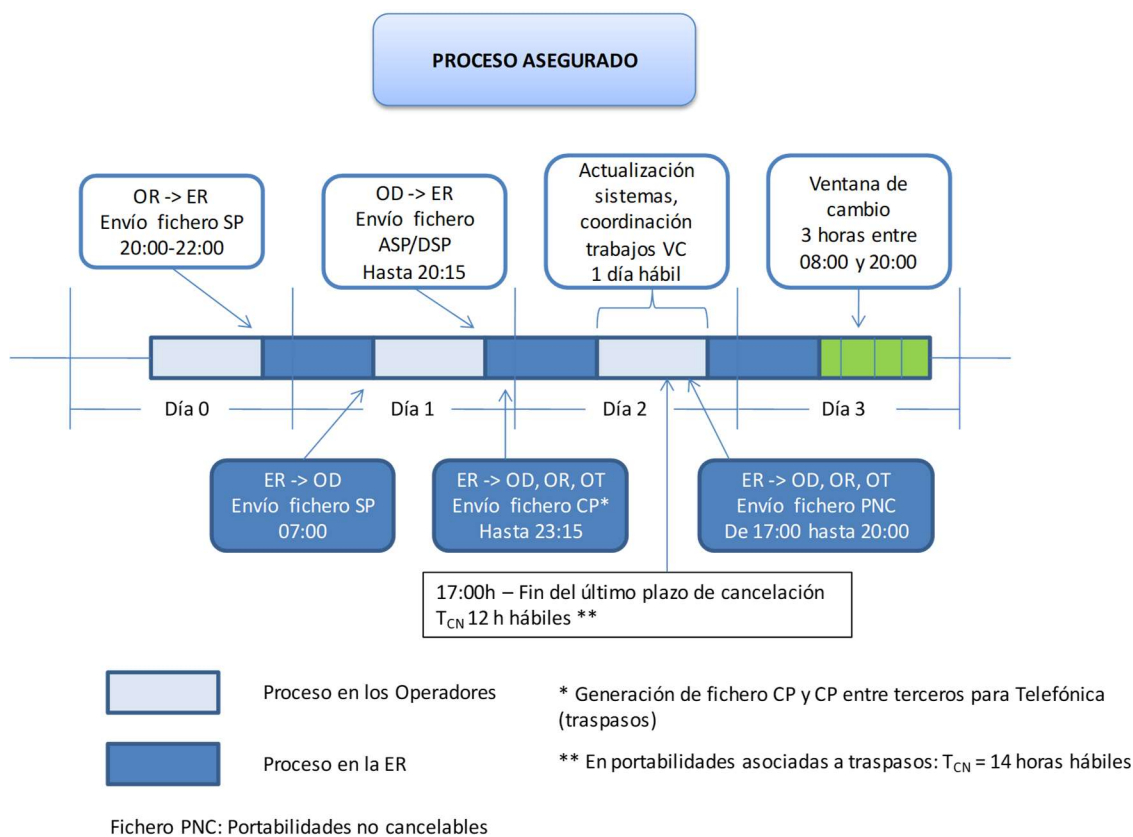 PROCESO ASEGURADO
OR -> ER
Envío fichero SP
20:00-22:00
OD -> ER
Envío fichero
ASP/DSP
Hasta 20:15
Actualización
sistemas,
coordinación
trabajos VC
1 día hábil
Ventana de
cambio
3 horas entre
08:00 y 20:00
Día 0
Día 1
Día 2
Día 3
ER -> OD
Envío fichero SP
07:00
ER -> OD, OR, OT
Envío fichero CP*
Hasta 23:15
ER -> OD, OR, OT
Envío fichero PNC
De 17:00 hasta 20:00
17:00h – Fin del último plazo de cancelación
TCN 12 h hábiles **
Proceso en los Operadores
Proceso en la ER
* Generación de fichero CP y CP entre terceros para Telefónica
(traspasos)
** En portabilidades asociadas a traspasos: TCN = 14 horas hábiles
Fichero PNC: Portabilidades no cancelables